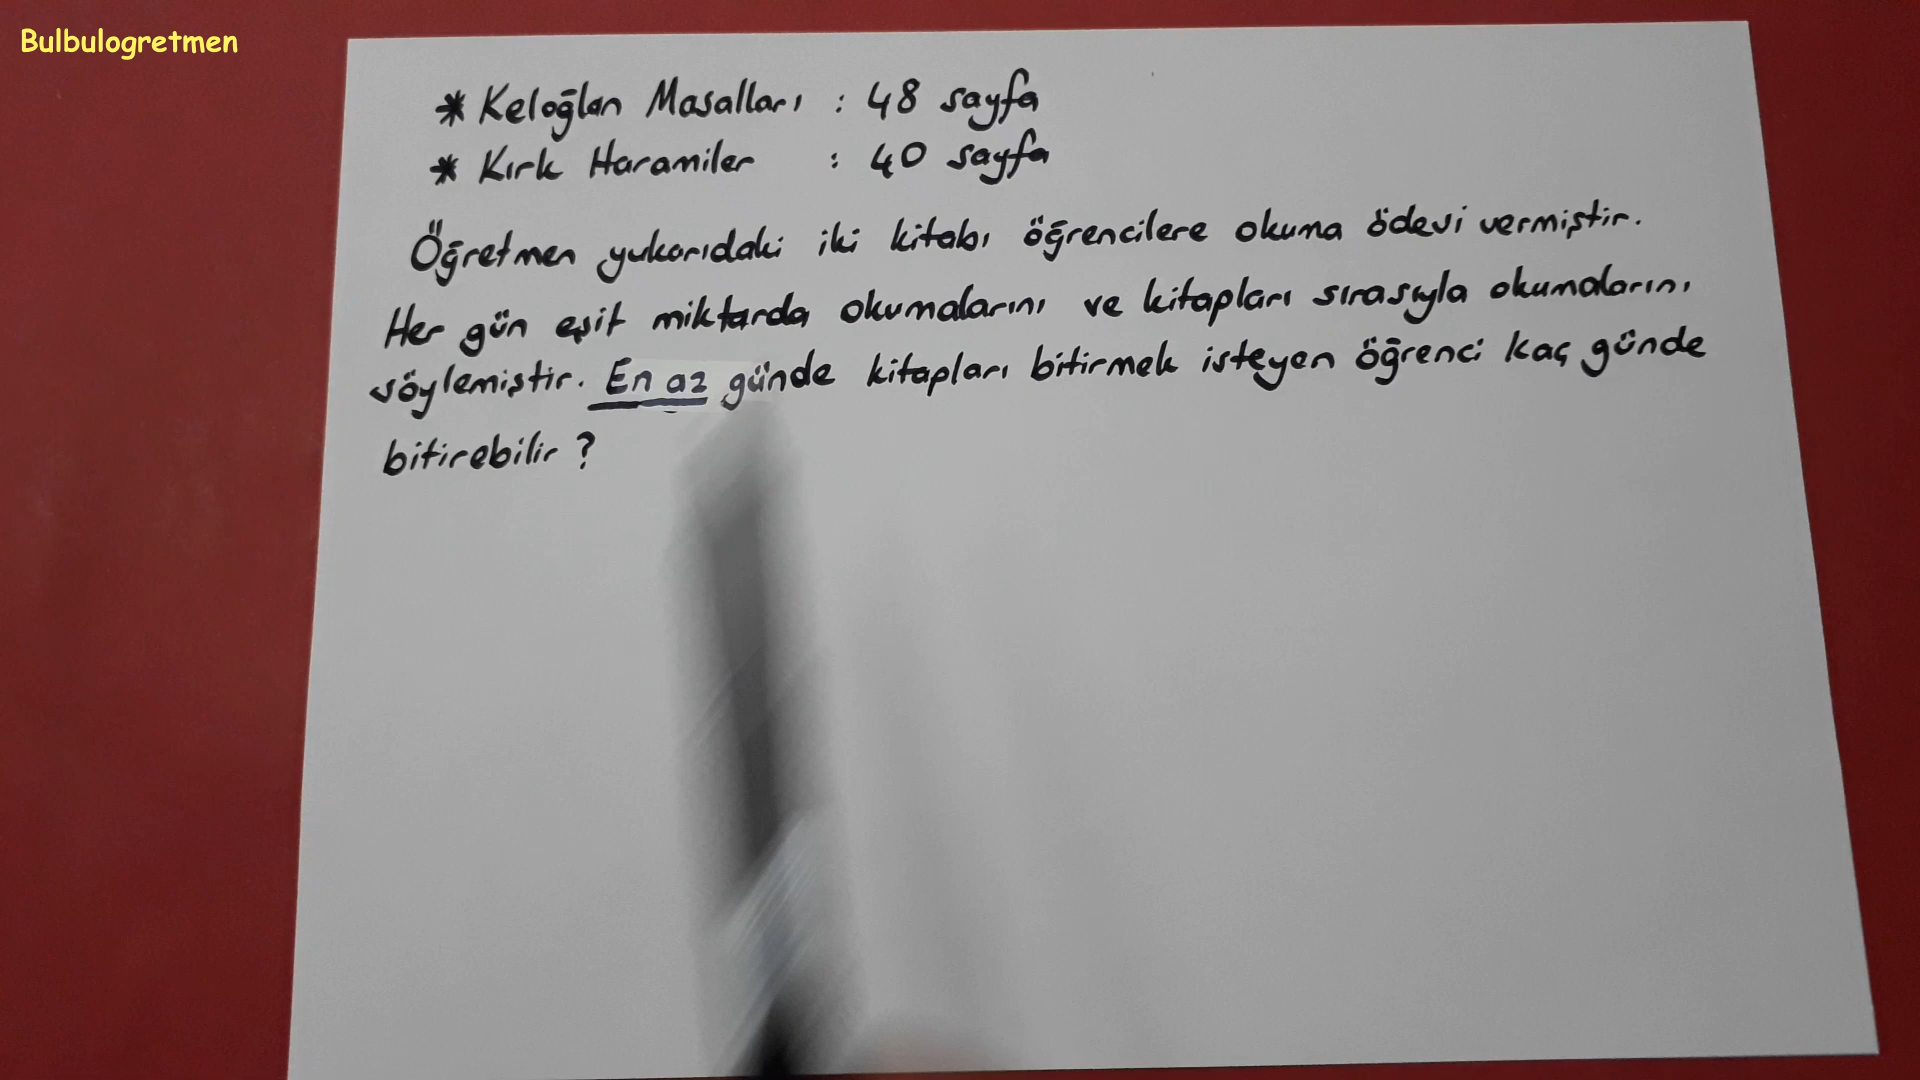 Bulbulogretmen
* Keloğlan Masalları : 48 sayfa
* Kırk Haramiler : 40 sayfa
Öğretmen yukarıdaki iki kitabı öğrencilere okuma ödevi vermiştir.
Her gün eşit miktarda okumalarını ve kitapları sırasıyla okumalarını
söylemiştir. En az günde kitapları bitirmek isteyen öğrenci kaç günde
bitirebilir ?